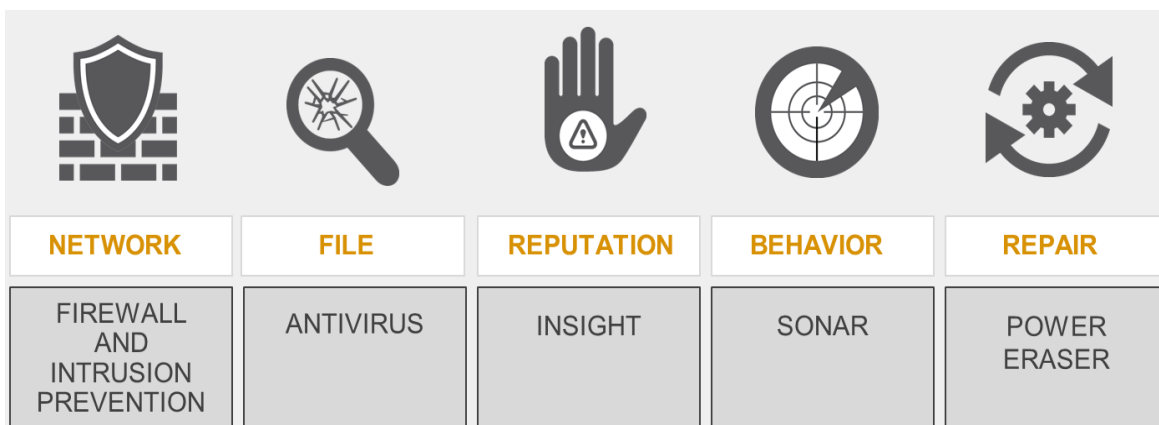 NETWORK
FILE
REPUTATION
BEHAVIOR
REPAIR
FIREWALL
AND
INTRUSION
PREVENTION
ANTIVIRUS
INSIGHT
SONAR
POWER
ERASER